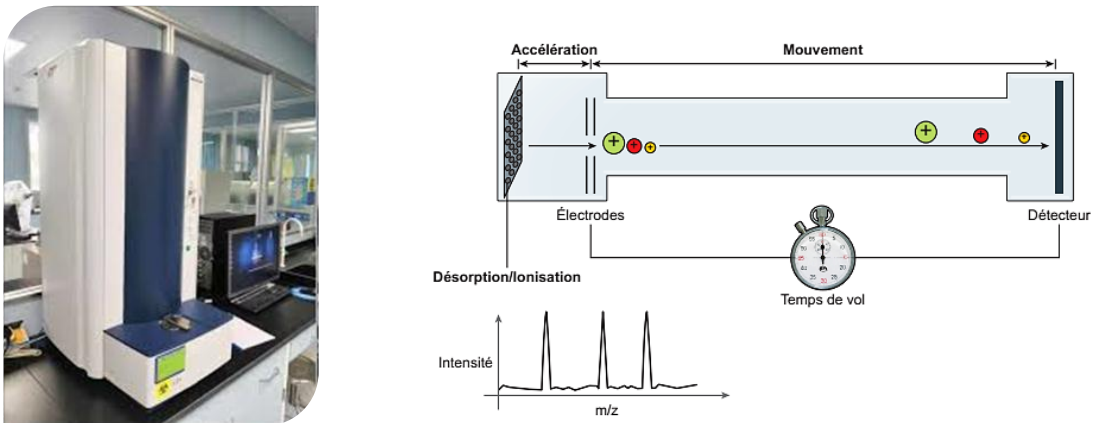 Accélération
Mouvement
Électrodes
Détecteur
Désorption/Ionisation
Temps de vol
Intensité
m/z